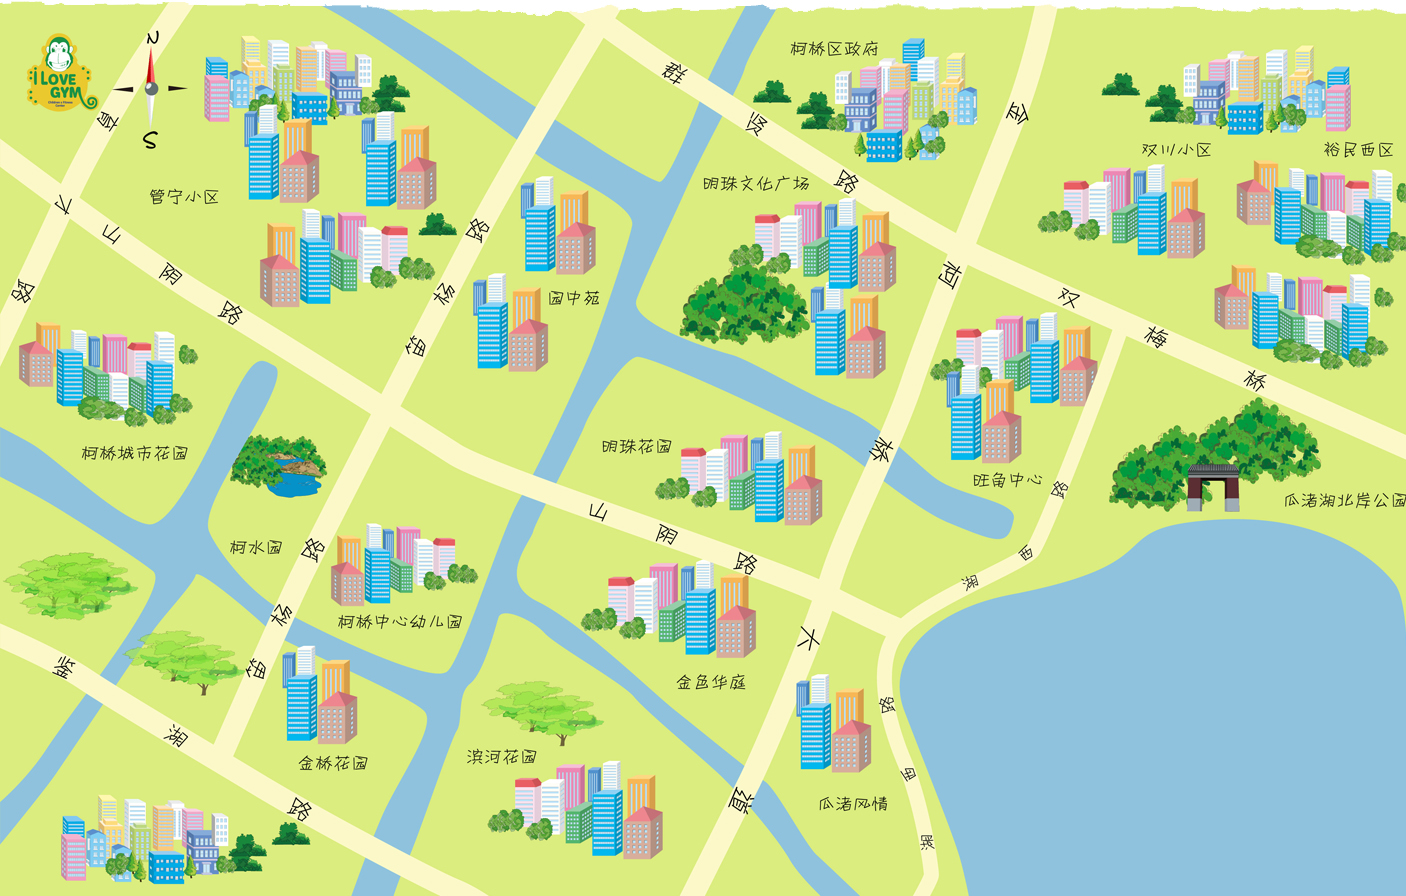 I LOVE
GYM
N
S
柯桥区政府
双川小区
裕民西区
管宁小区
明珠文化广场
园中苑
群贤路
金柯桥大道
育才路
山阴路
笛杨路
双梅桥
柯桥城市花园
明珠花园
旺角中心
瓜渚湖北岸公园
柯水园
柯桥中心幼儿园
山阴路
湖西路
笛杨路
金色华庭
鉴湖路
金桥花园
滨河花园
瓜渚风情
湖西路